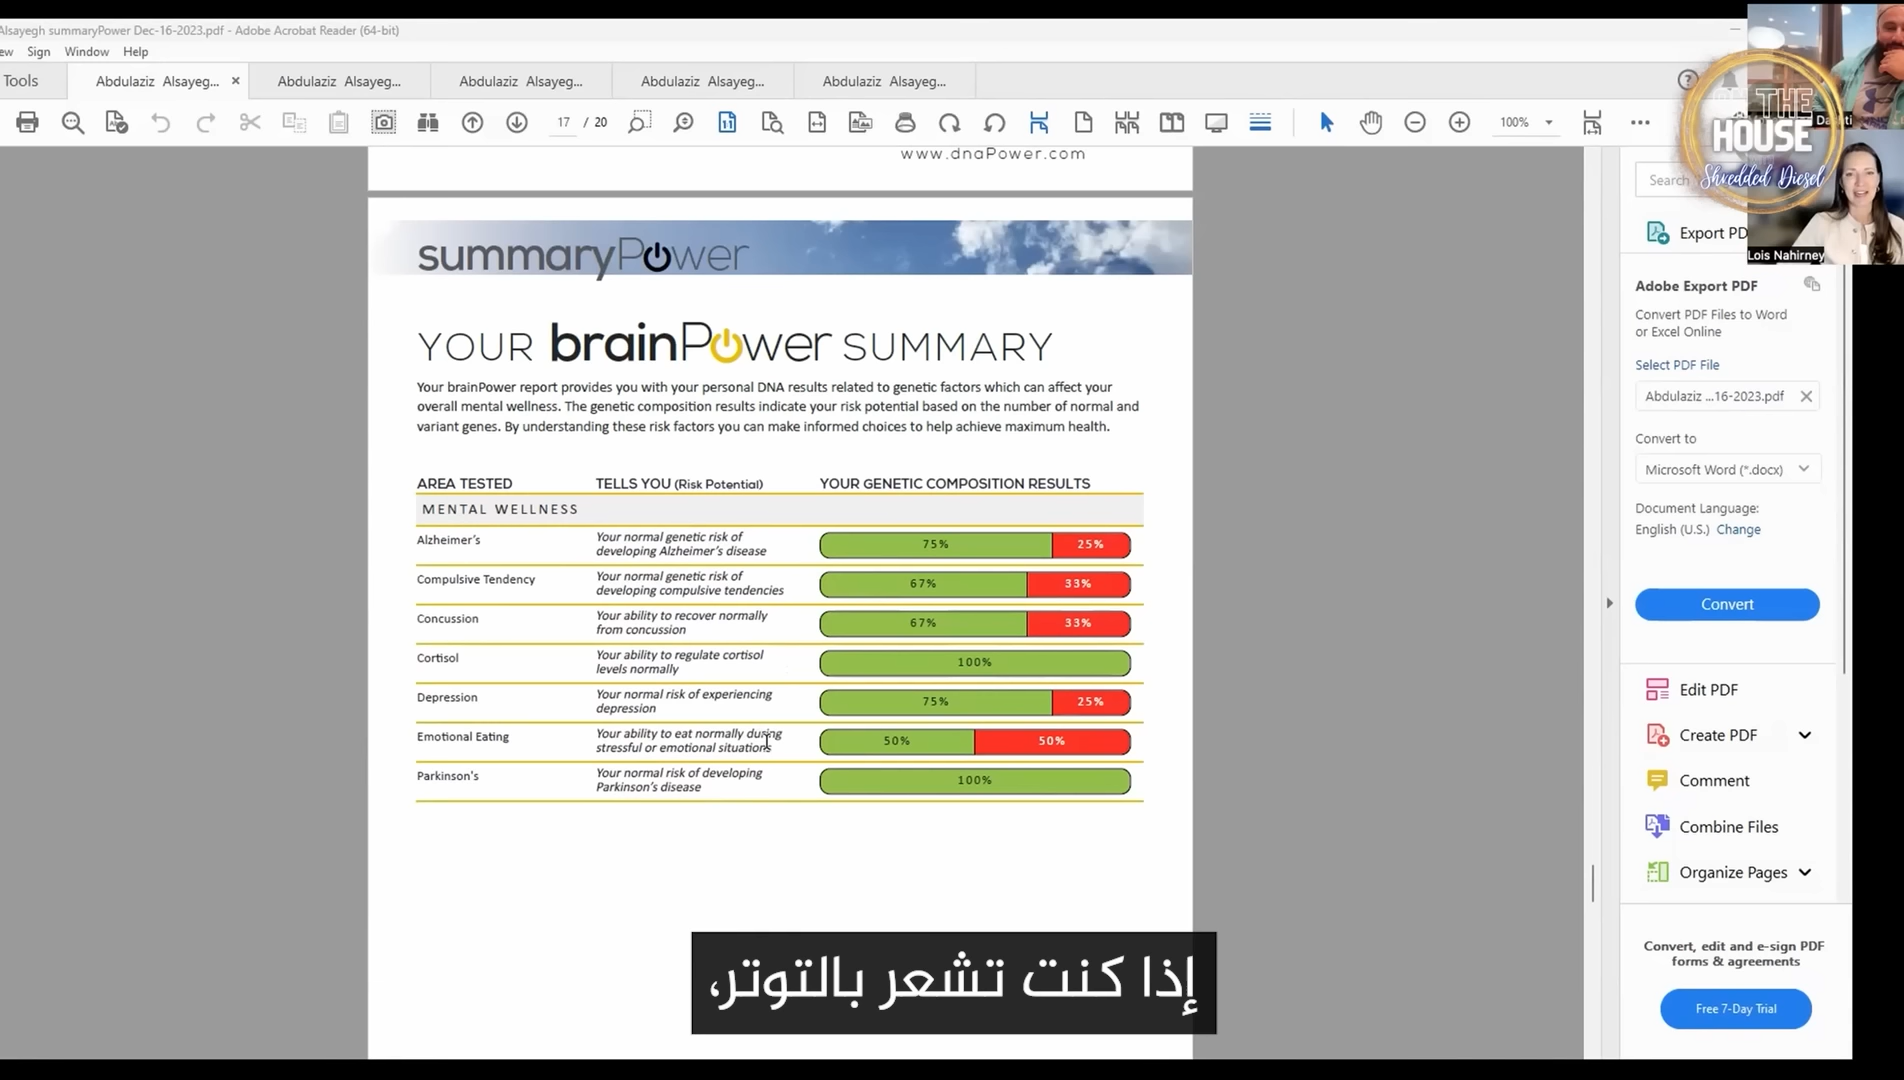 Alsayegh summaryPower Dec-16-2023.pdf - Adobe Acrobat Reader (64-bit)
Sign Window Help
Tools
Abdulaziz Alsayeg... × Abdulaziz Alsayeg... Abdulaziz Alsayeg... Abdulaziz Alsayeg... Abdulaziz Alsayeg...
17 / 20
100%
THE
HOUSE
Shredded Diesel
Lois Nahirney
www.dnaPower.com
summaryPower
YOUR brainPower SUMMARY
Your brainPower report provides you with your personal DNA results related to genetic factors which can affect your
overall mental wellness. The genetic composition results indicate your risk potential based on the number of normal and
variant genes. By understanding these risk factors you can make informed choices to help achieve maximum health.
AREA TESTED TELLS YOU (Risk Potential) YOUR GENETIC COMPOSITION RESULTS
MENTAL WELLNESS
Alzheimer's Your normal genetic risk of
developing Alzheimer's disease 75% 25%
Compulsive Tendency Your normal genetic risk of
developing compulsive tendencies 67% 33%
Concussion Your ability to recover normally
from concussion 67% 33%
Cortisol Your ability to regulate cortisol
levels normally 100%
Depression Your normal risk of experiencing
depression 75% 25%
Emotional Eating Your ability to eat normally during
stressful or emotional situations 50% 50%
Parkinson's Your normal risk of developing
Parkinson's disease 100%
Search
Export PD
Adobe Export PDF
Convert PDF Files to Word
or Excel Online
Select PDF File
Abdulaziz ...16-2023.pdf
Convert to
Microsoft Word (*.docx)
Document Language:
English (U.S.) Change
Convert
Edit PDF
Create PDF
Comment
Combine Files
Organize Pages
Convert, edit and e-sign PDF
forms & agreements
Free 7-Day Trial
إذا كنت تشعر بالتوتر،